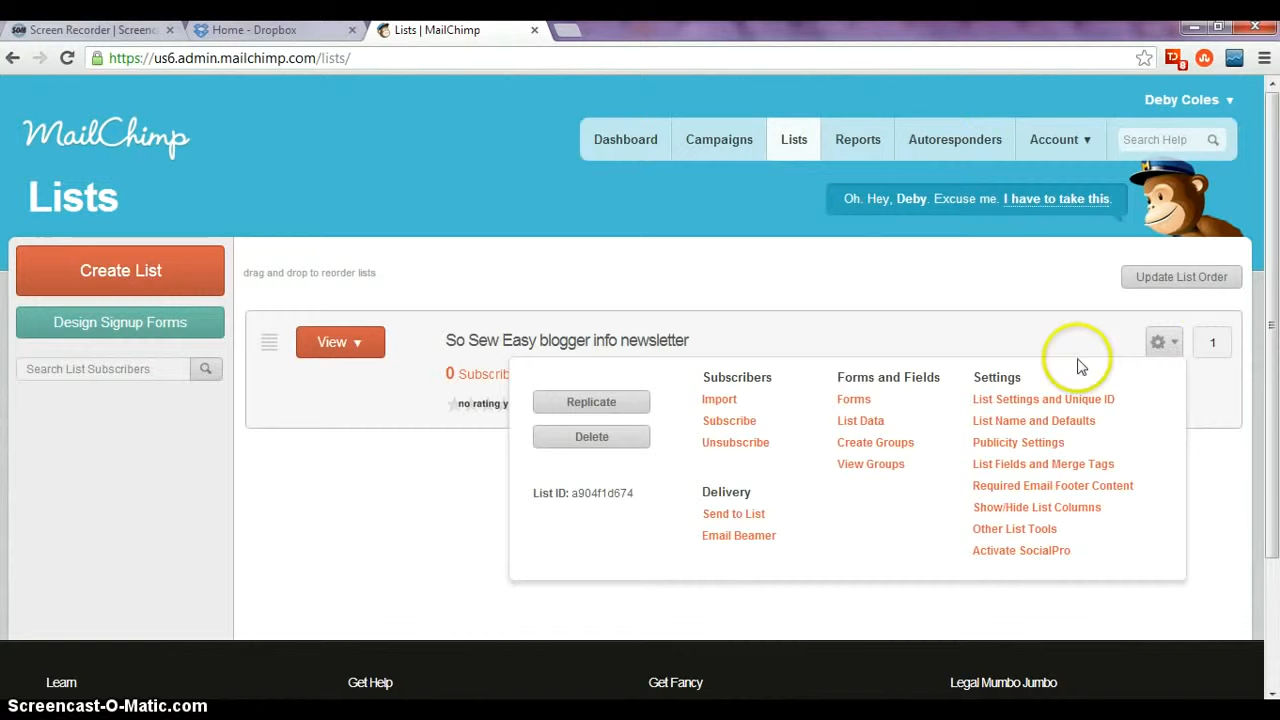 Screen Recorder | Screenc
Home - Dropbox
Lists | MailChimp
https://us6.admin.mailchimp.com/lists/
TD
8
Deby Coles ▼
MailChimp
Dashboard
Campaigns
Lists
Reports
Autoresponders
Account ▼
Search Help
Lists
Oh. Hey, Deby. Excuse me. I have to take this.
Create List
drag and drop to reorder lists
Update List Order
Design Signup Forms
View ▼
So Sew Easy blogger info newsletter
1
Search List Subscribers
0 Subscrib
no rating y
Replicate
Delete
List ID: a904f1d674
Subscribers
Import
Subscribe
Unsubscribe
Delivery
Send to List
Email Beamer
Forms and Fields
Forms
List Data
Create Groups
View Groups
Settings
List Settings and Unique ID
List Name and Defaults
Publicity Settings
List Fields and Merge Tags
Required Email Footer Content
Show/Hide List Columns
Other List Tools
Activate SocialPro
Learn
Get Help
Get Fancy
Legal Mumbo Jumbo
Screencast-O-Matic.com